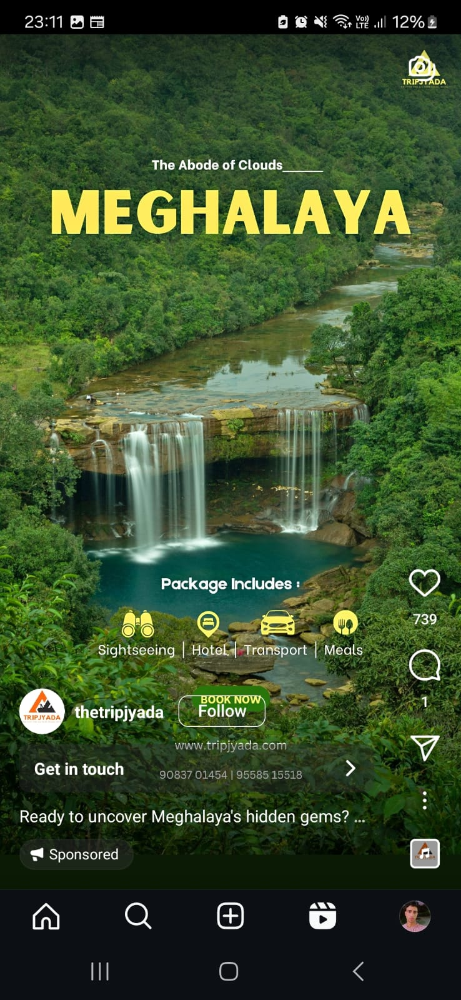 23:11
Vo)) LTE 12%
TRIPJYADA
The Abode of Clouds______
MEGHALAYA
Package Includes :
Sightseeing | Hotel | Transport | Meals
739
1
TRIPJYADA
thetripjyada
BOOK NOW
Follow
www.tripjyada.com
Get in touch
90837 01454 | 95585 15518
Ready to uncover Meghalaya's hidden gems? ...
Sponsored